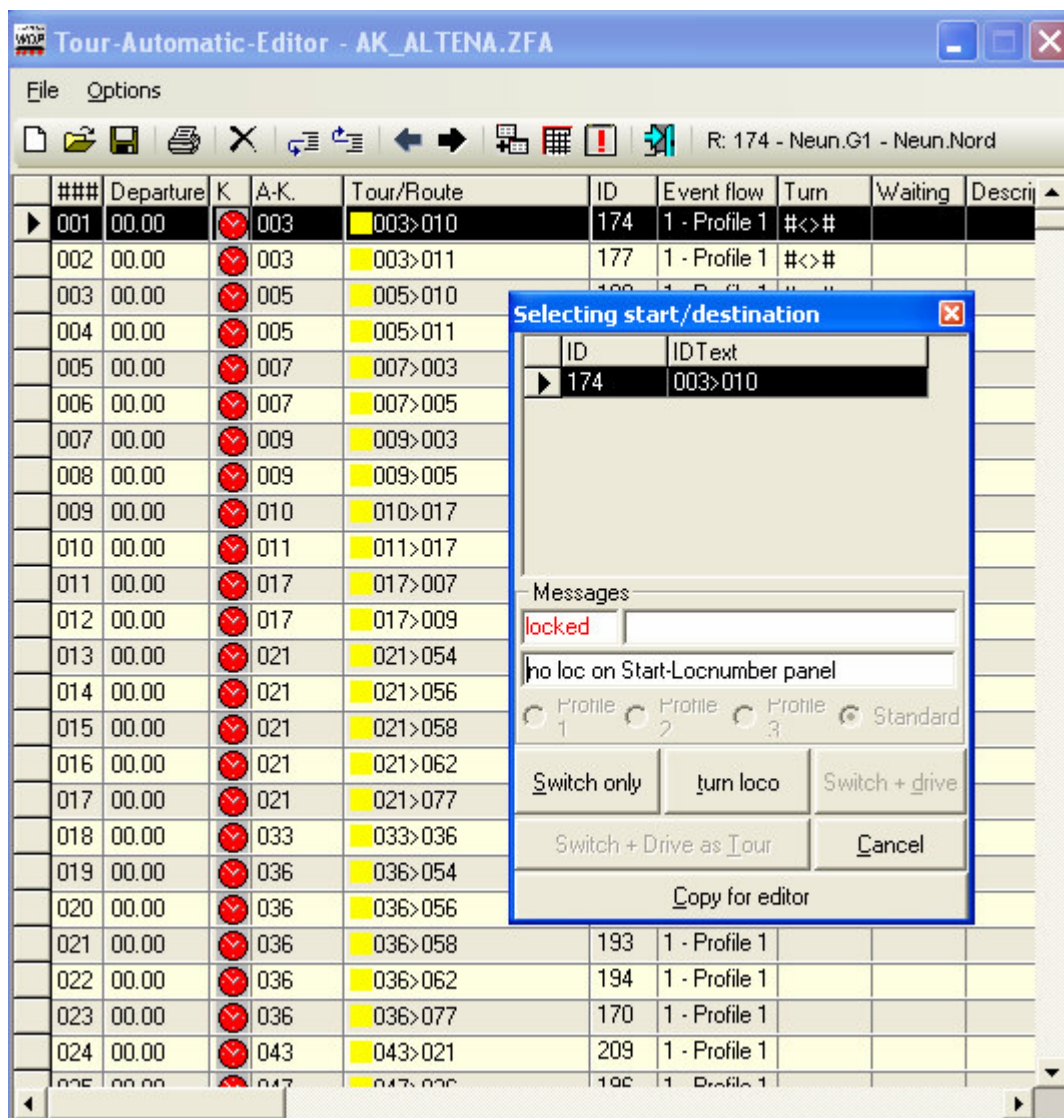 Tour-Automatic-Editor - AK_ALTENA.ZFA
File Options
R: 174 - Neun.G1 - Neun.Nord
### Departure K A-K. Tour/Route ID Event flow Turn Waiting Descrip
001 00.00 003 003>010 174 1 - Profile 1 #<>#
002 00.00 003 003>011 177 1 - Profile 1 #<>#
003 00.00 005 005>010
004 00.00 005 005>011
005 00.00 007 007>003
006 00.00 007 007>005
007 00.00 009 009>003
008 00.00 009 009>005
009 00.00 010 010>017
010 00.00 011 011>017
011 00.00 017 017>007
012 00.00 017 017>009
013 00.00 021 021>054
014 00.00 021 021>056
015 00.00 021 021>058
016 00.00 021 021>062
017 00.00 021 021>077
018 00.00 033 033>036
019 00.00 036 036>054
020 00.00 036 036>056
021 00.00 036 036>058 193 1 - Profile 1
022 00.00 036 036>062 194 1 - Profile 1
023 00.00 036 036>077 170 1 - Profile 1
024 00.00 043 043>021 209 1 - Profile 1
Selecting start/destination
ID IDText
174 003>010
Messages
locked
no loc on Start-Locnumber panel
Profile 1 Profile 2 Profile 3 Standard
Switch only turn loco Switch + drive
Switch + Drive as Tour Cancel
Copy for editor